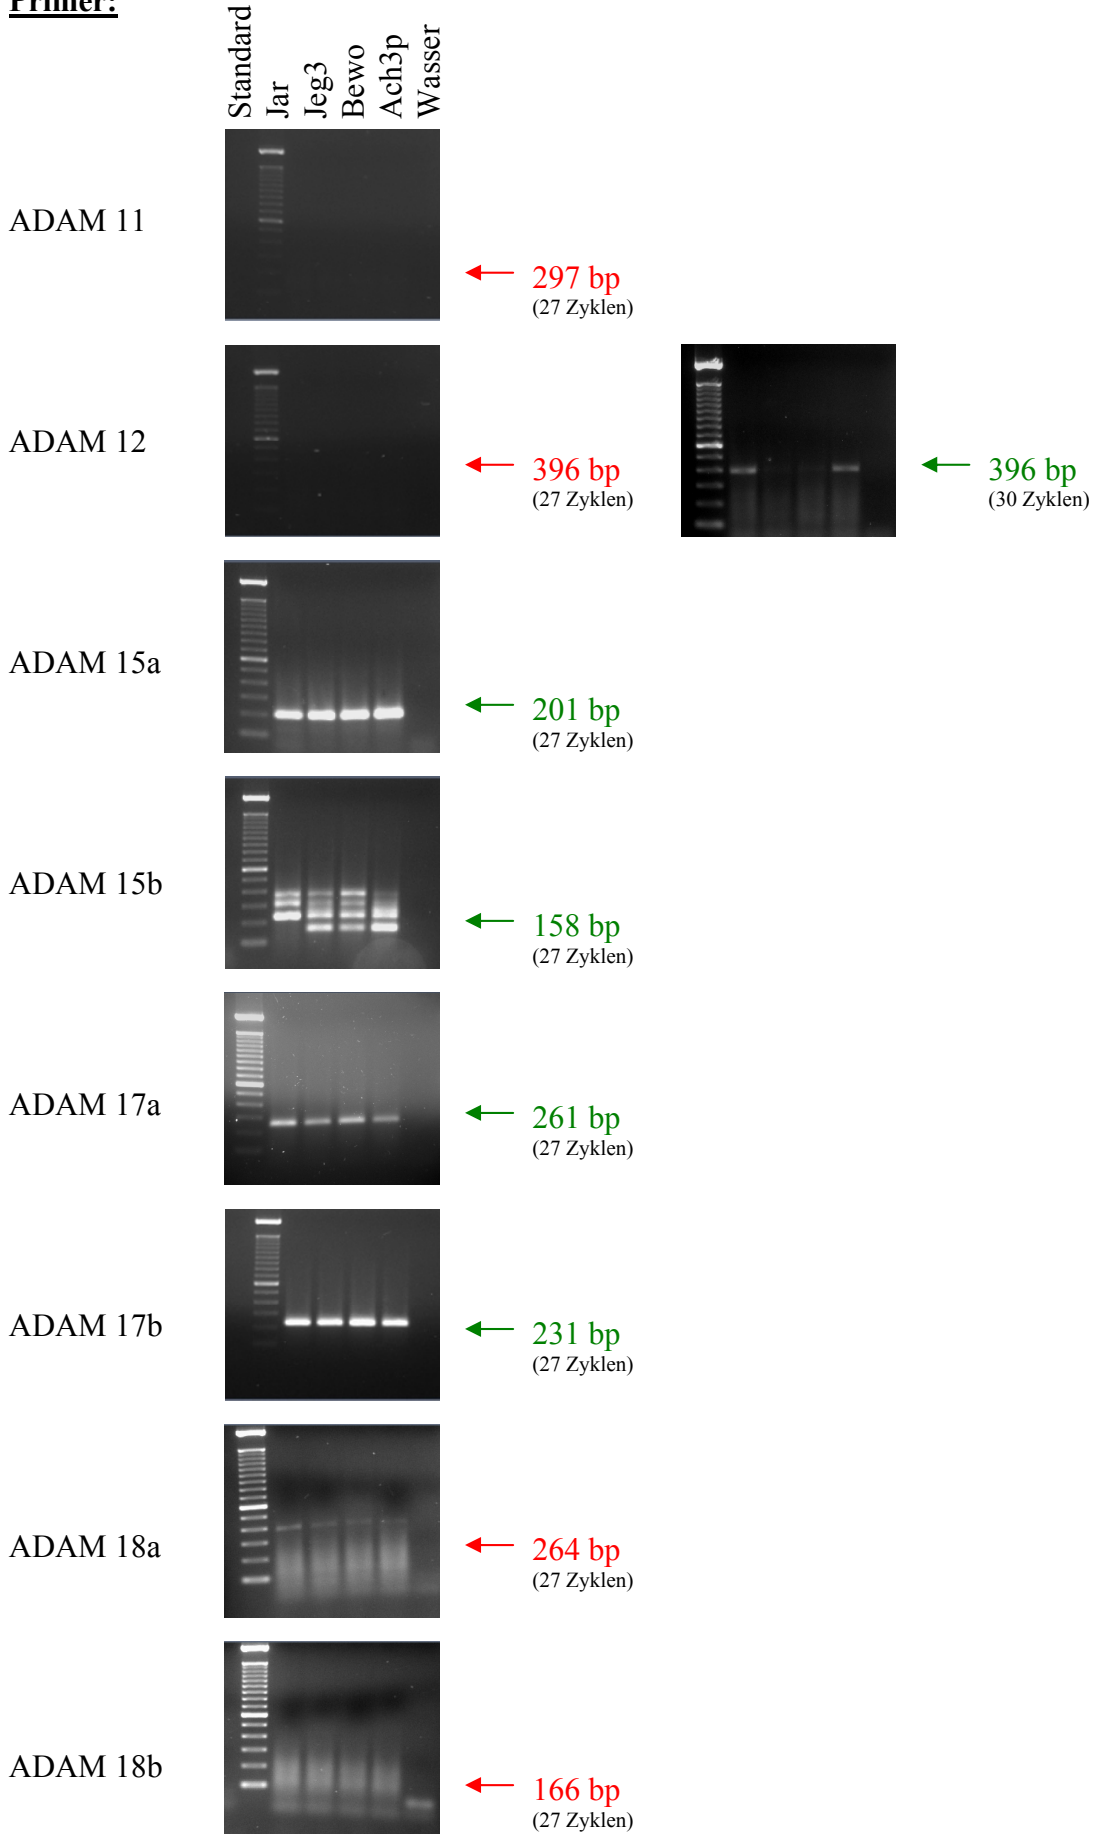 Primer:
Standard
Jar
Jeg3
Bewo
Ach3p
Wasser
ADAM 11
297 bp
(27 Zyklen)
ADAM 12
396 bp
(27 Zyklen)
396 bp
(30 Zyklen)
ADAM 15a
201 bp
(27 Zyklen)
ADAM 15b
158 bp
(27 Zyklen)
ADAM 17a
261 bp
(27 Zyklen)
ADAM 17b
231 bp
(27 Zyklen)
ADAM 18a
264 bp
(27 Zyklen)
ADAM 18b
166 bp
(27 Zyklen)